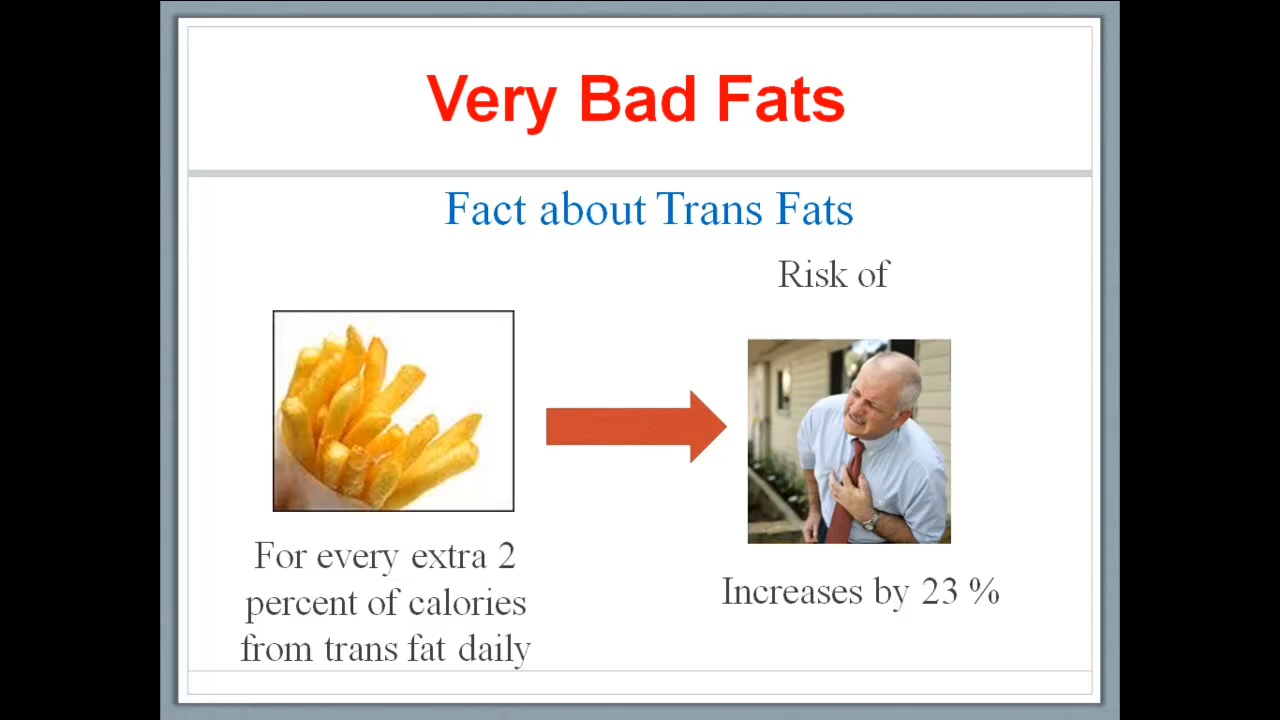 Very Bad Fats
Fact about Trans Fats
Risk of
For every extra 2
percent of calories
from trans fat daily
Increases by 23 %